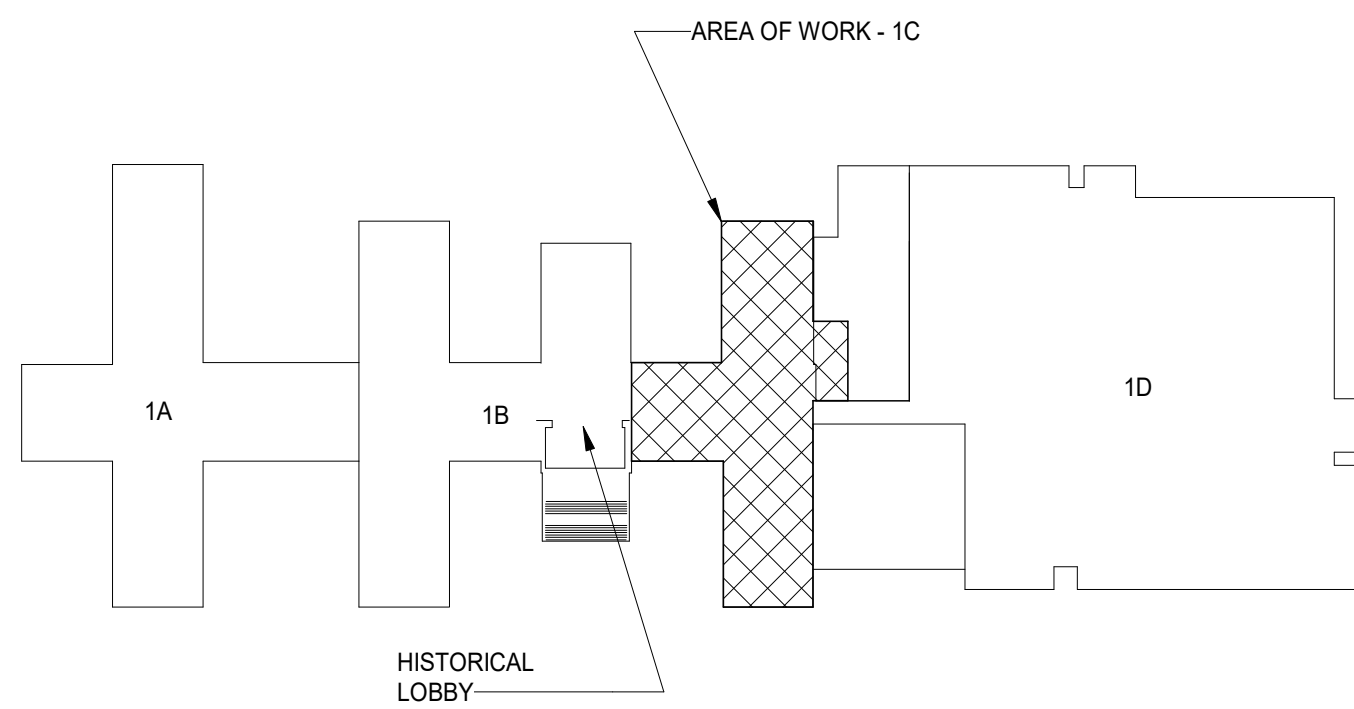 AREA OF WORK - 1C
1A
1B
1D
HISTORICAL
LOBBY